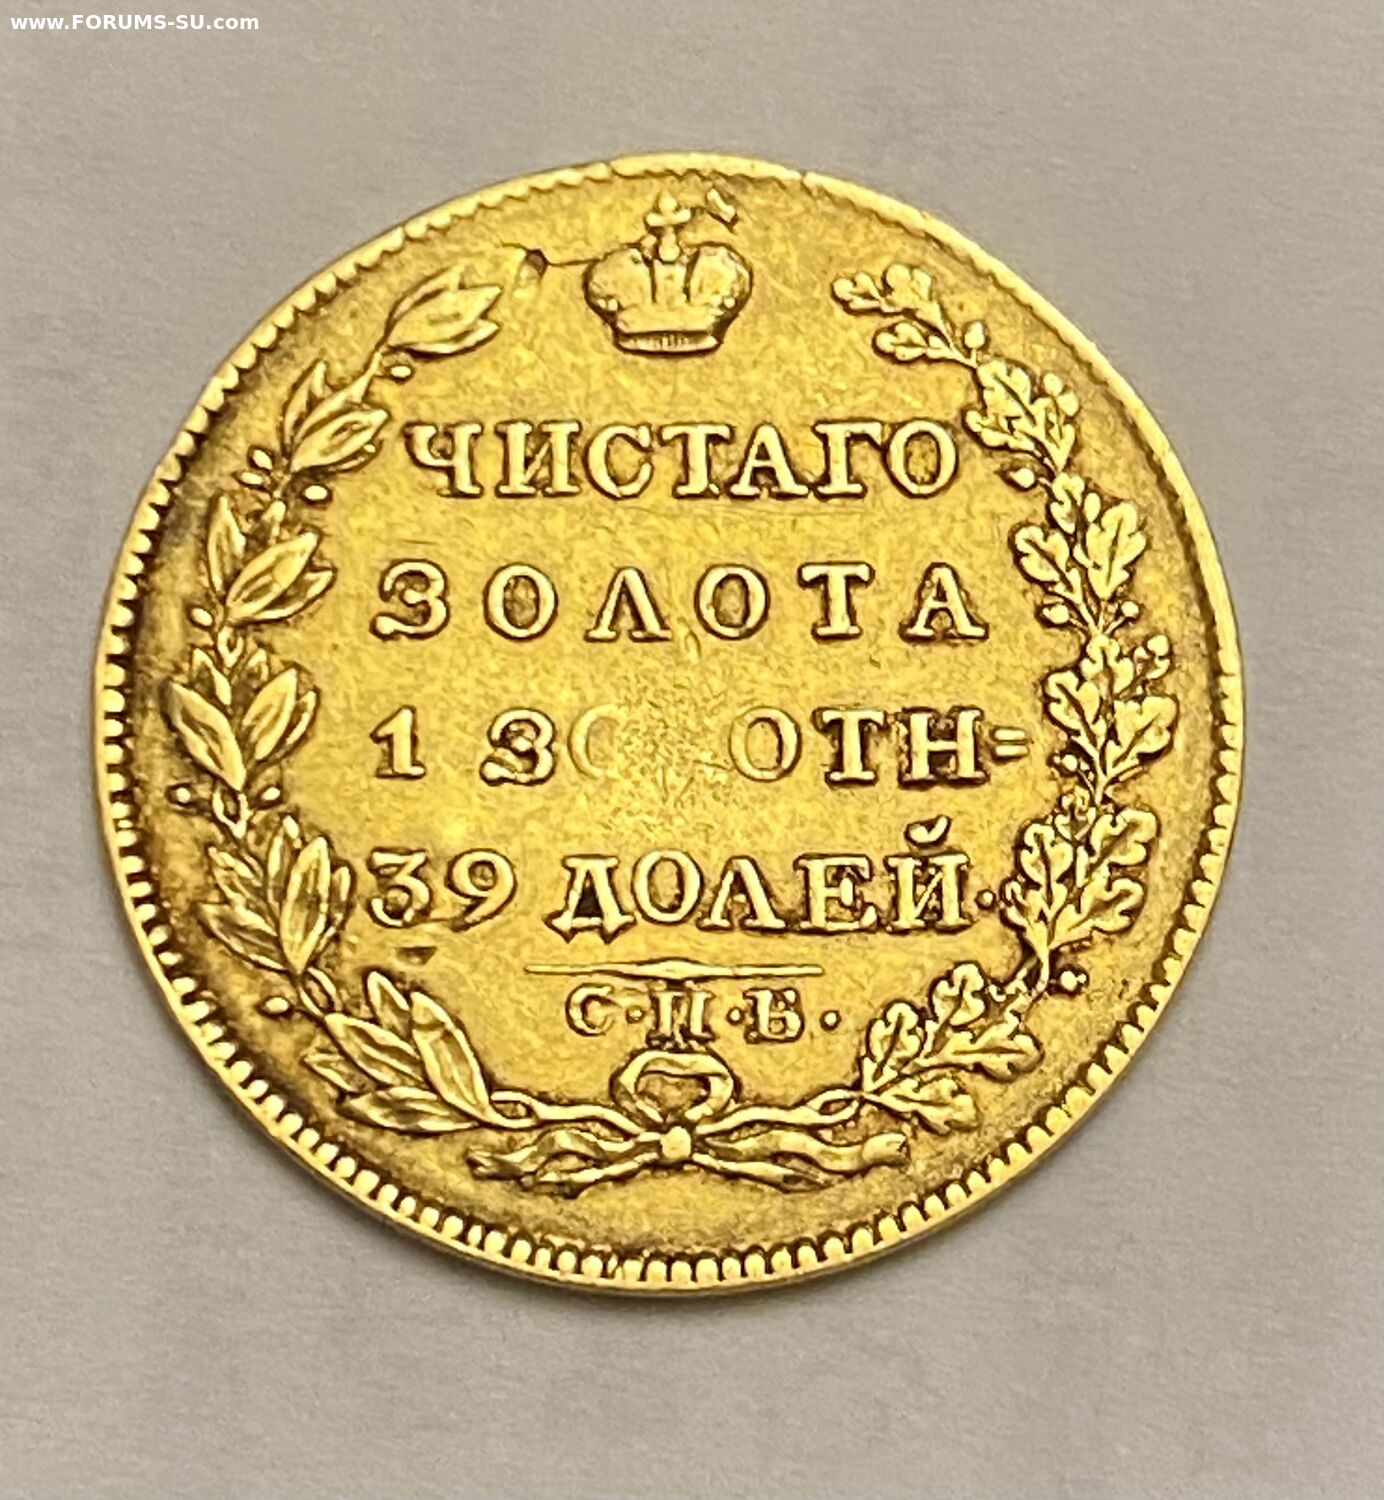 www.FORUMS-SU.com
ЧИСТАГО
ЗОЛОТА
1
39 ДОЛЕЙ.
С·П·Б·